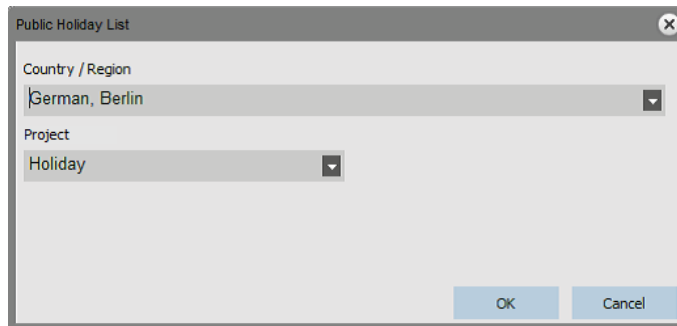 Public Holiday List
Country / Region
German, Berlin
Project
Holiday
OK
Cancel